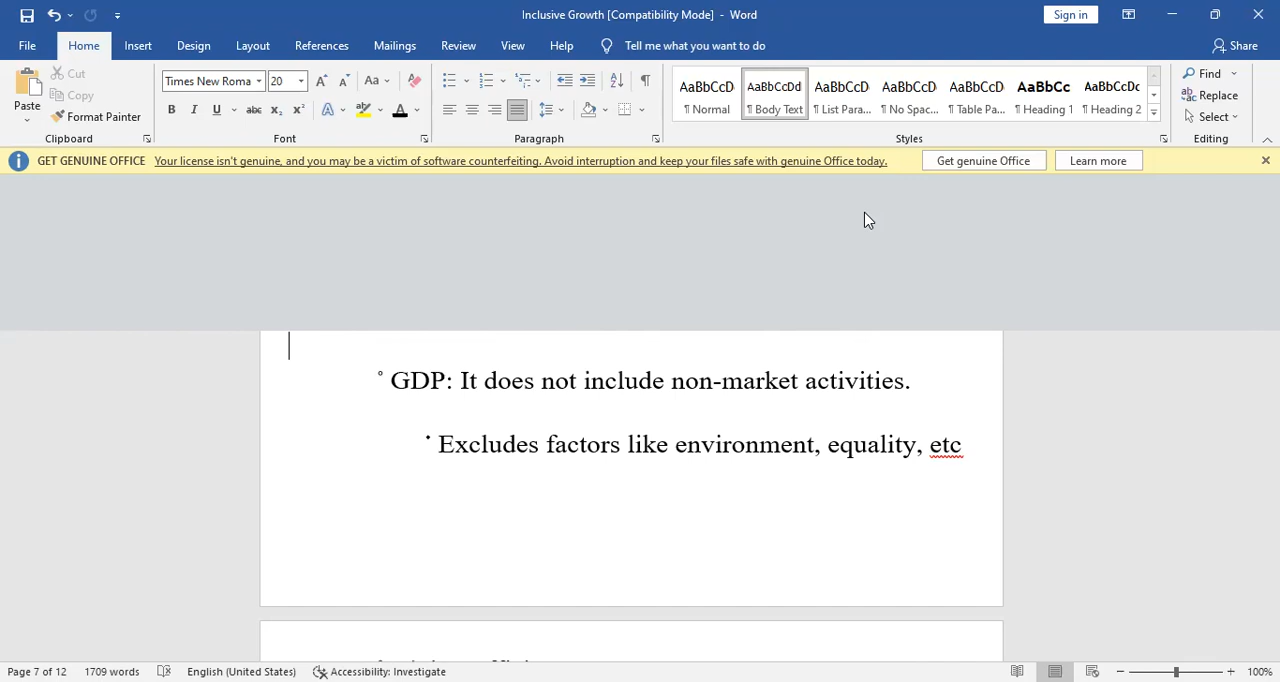 Inclusive Growth [Compatibility Mode] - Word
Sign in
File Home Insert Design Layout References Mailings Review View Help Tell me what you want to do Share
Paste Cut Copy Format Painter
Times New Roma 20
Aa
B I U abc x₂ x² A A
AaBbCcD AaBbCcDd AaBbCcD AaBbCcD AaBbCcD AaBbCc AaBbCcDc
¶ Normal ¶ Body Text ¶ List Para... ¶ No Spac... ¶ Table Pa... ¶ Heading 1 ¶ Heading 2
Find
Replace
Select
Clipboard Font Paragraph Styles Editing
GET GENUINE OFFICE Your license isn't genuine, and you may be a victim of software counterfeiting. Avoid interruption and keep your files safe with genuine Office today. Get genuine Office Learn more
° GDP: It does not include non-market activities.
• Excludes factors like environment, equality, etc
Page 7 of 12 1709 words English (United States) Accessibility: Investigate 100%